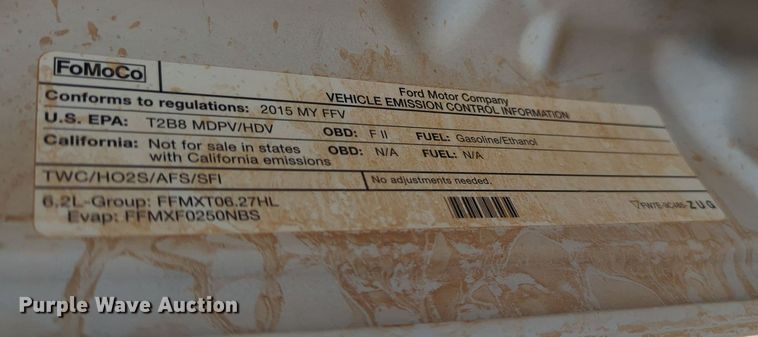 FoMoCo
Ford Motor Company
VEHICLE EMISSION CONTROL INFORMATION
Conforms to regulations: 2015 MY FFV
U.S. EPA: T2B8 MDPV/HDV OBD: F II FUEL: Gasoline/Ethanol
California: Not for sale in states with California emissions OBD: N/A FUEL: N/A
TWC/HO2S/AFS/SFI No adjustments needed.
6.2L-Group: FFMXT06.27HL
Evap: FFMXF0250NBS
ZUG
Purple Wave Auction